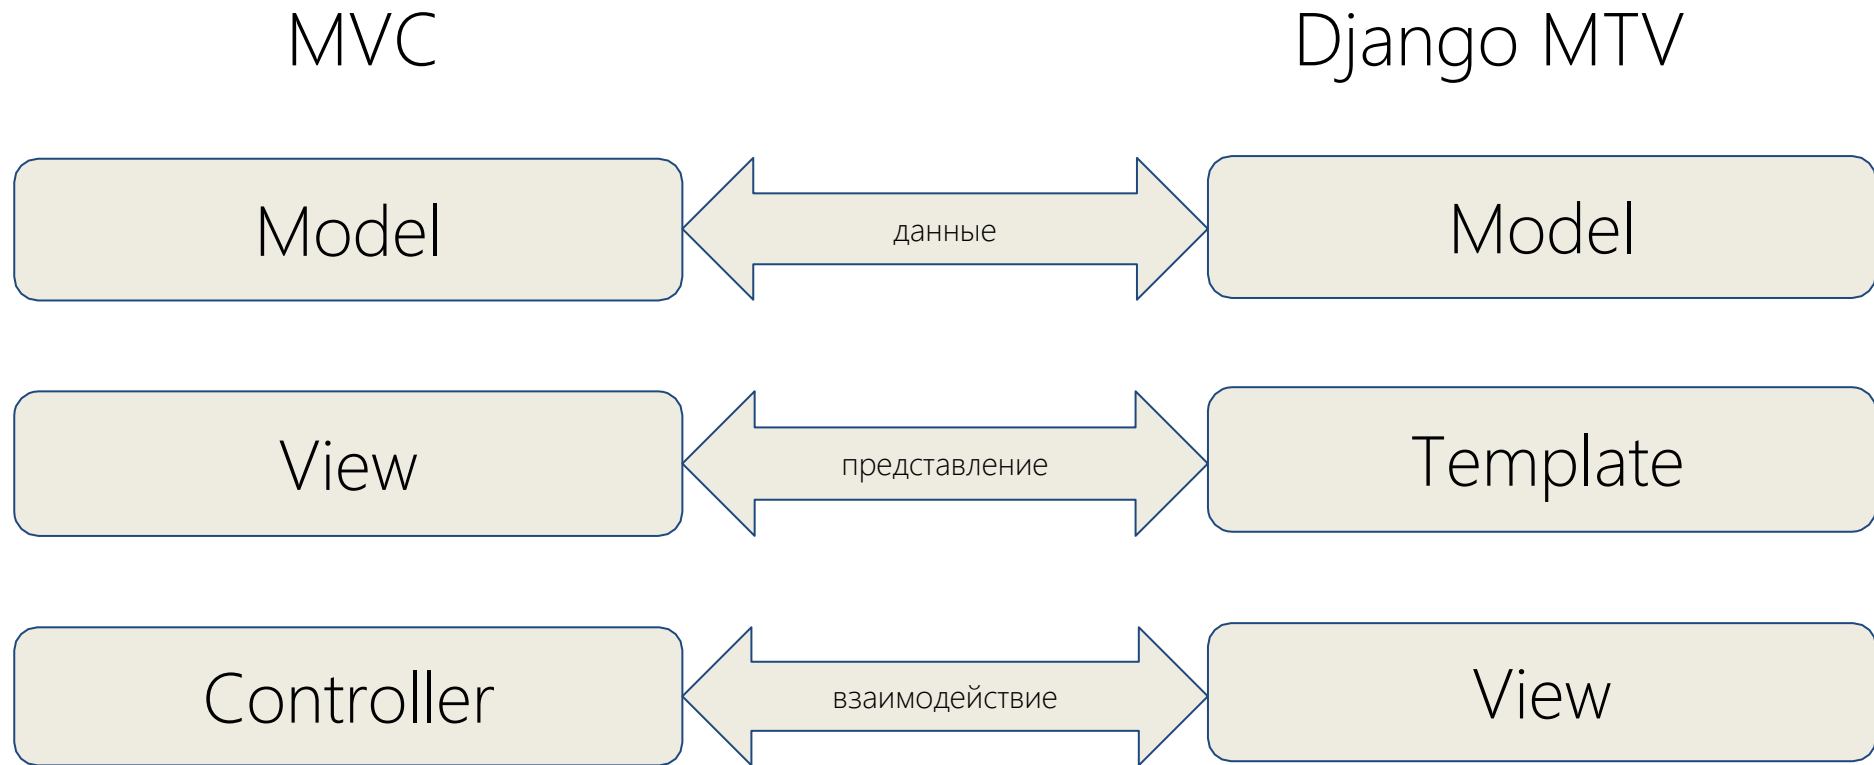 MVC
Django MTV
Model
данные
Model
View
представление
Template
Controller
взаимодействие
View